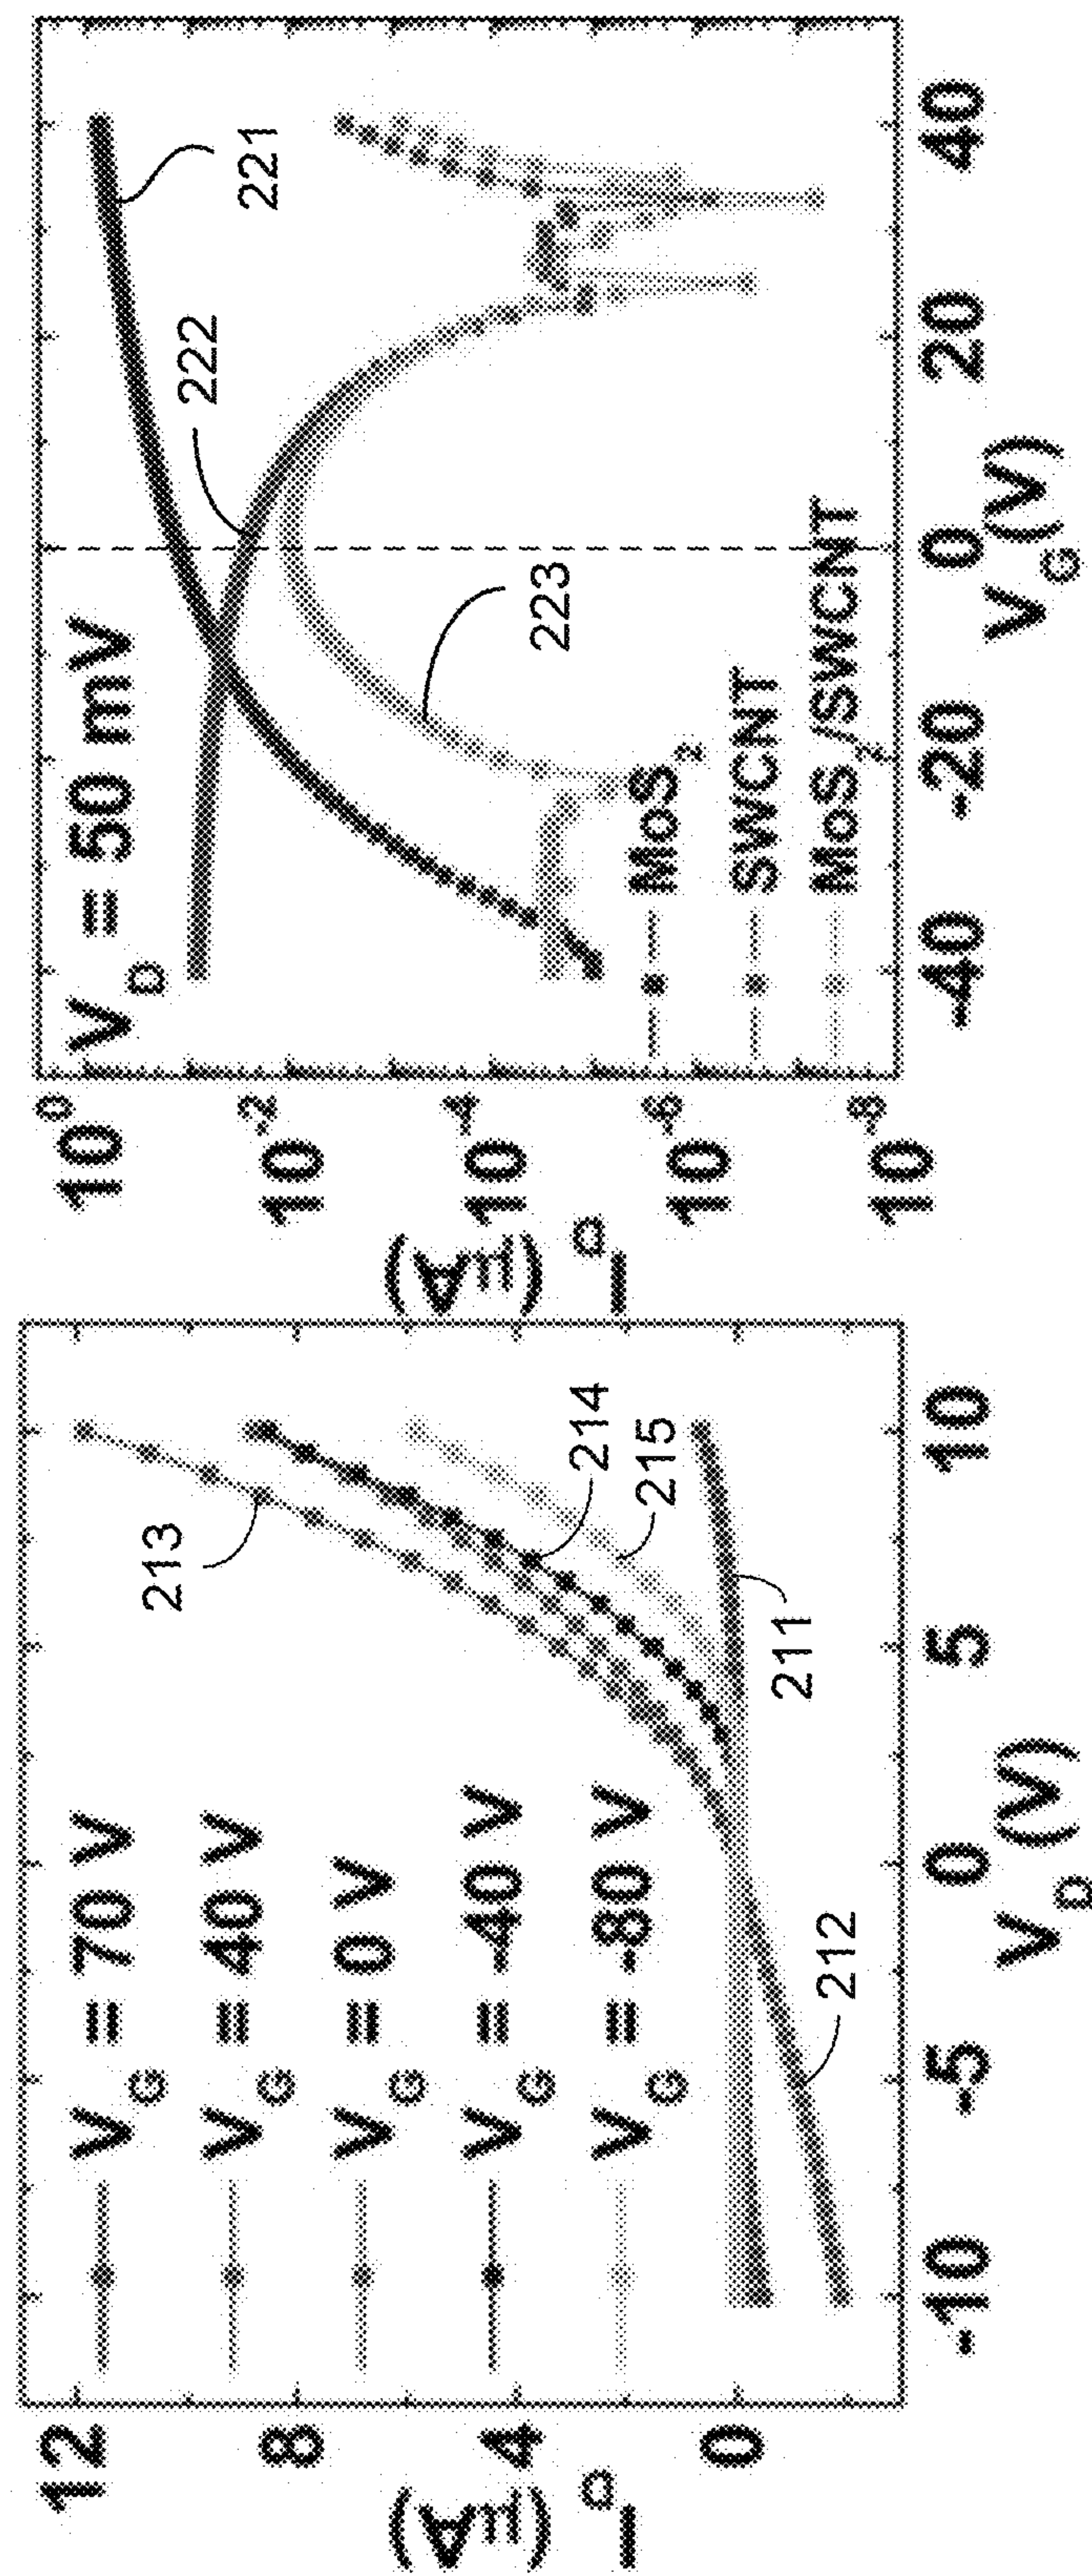 12
8
4
0
I_D (µA)
V_G = 70 V
V_G = 40 V
V_G = 0 V
V_G = -40 V
V_G = -80 V
213
214
215
211
212
-10
-5
0
5
10
V_D (V)
10^0
10^-2
10^-4
10^-6
10^-8
I_D (µA)
V_D = 50 mV
221
222
223
MoS_2
SWCNT
MoS_2/SWCNT
-40
-20
0
20
40
V_G (V)